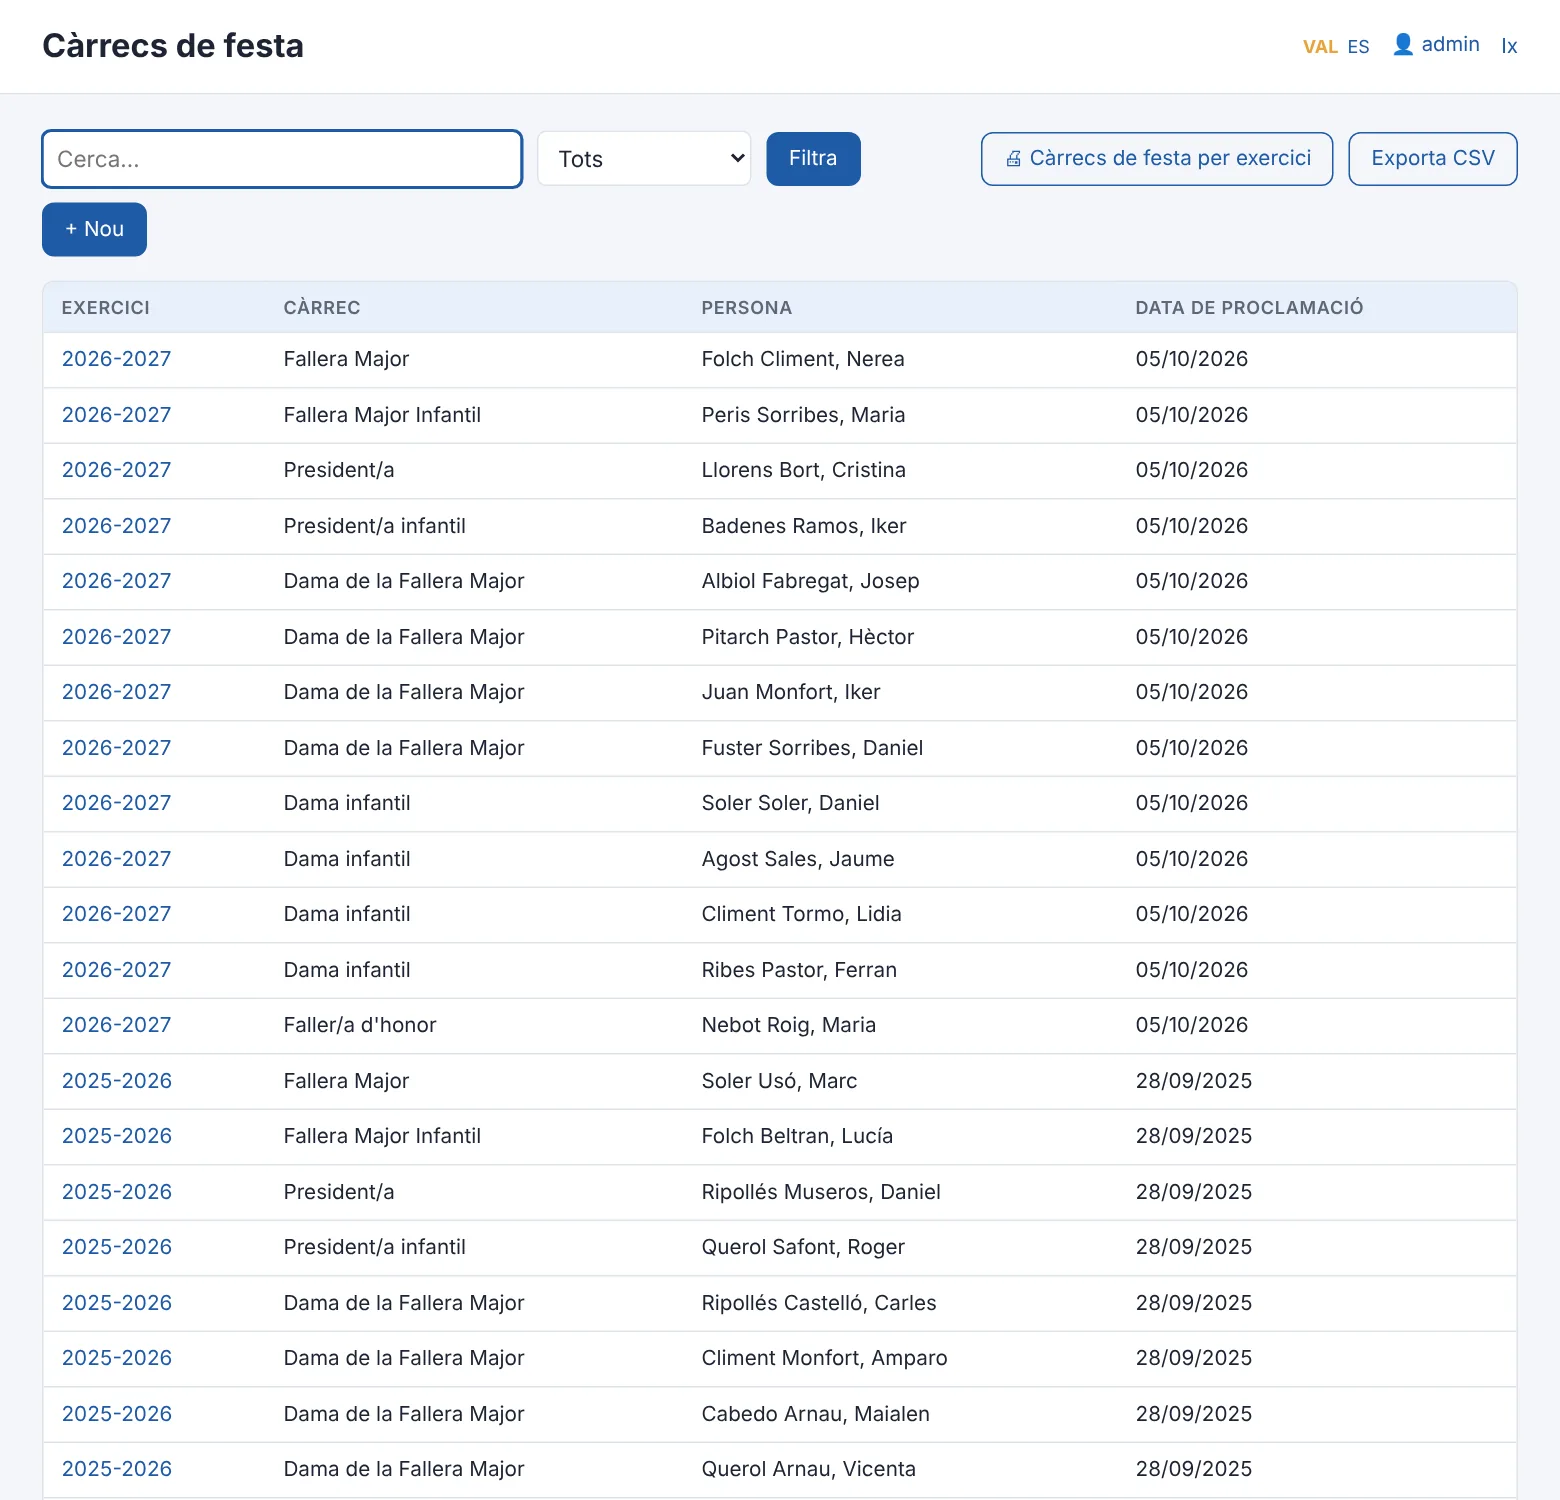 Càrrecs de festa
VAL ES admin Ix
Cerca...
Tots
Filtra
Càrrecs de festa per exercici
Exporta CSV
+ Nou
EXERCICI CÀRREC PERSONA DATA DE PROCLAMACIÓ
2026-2027 Fallera Major Folch Climent, Nerea 05/10/2026
2026-2027 Fallera Major Infantil Peris Sorribes, Maria 05/10/2026
2026-2027 President/a Llorens Bort, Cristina 05/10/2026
2026-2027 President/a infantil Badenes Ramos, Iker 05/10/2026
2026-2027 Dama de la Fallera Major Albiol Fabregat, Josep 05/10/2026
2026-2027 Dama de la Fallera Major Pitarch Pastor, Hèctor 05/10/2026
2026-2027 Dama de la Fallera Major Juan Monfort, Iker 05/10/2026
2026-2027 Dama de la Fallera Major Fuster Sorribes, Daniel 05/10/2026
2026-2027 Dama infantil Soler Soler, Daniel 05/10/2026
2026-2027 Dama infantil Agost Sales, Jaume 05/10/2026
2026-2027 Dama infantil Climent Tormo, Lidia 05/10/2026
2026-2027 Dama infantil Ribes Pastor, Ferran 05/10/2026
2026-2027 Faller/a d'honor Nebot Roig, Maria 05/10/2026
2025-2026 Fallera Major Soler Usó, Marc 28/09/2025
2025-2026 Fallera Major Infantil Folch Beltran, Lucía 28/09/2025
2025-2026 President/a Ripollés Museros, Daniel 28/09/2025
2025-2026 President/a infantil Querol Safont, Roger 28/09/2025
2025-2026 Dama de la Fallera Major Ripollés Castelló, Carles 28/09/2025
2025-2026 Dama de la Fallera Major Climent Monfort, Amparo 28/09/2025
2025-2026 Dama de la Fallera Major Cabedo Arnau, Maialen 28/09/2025
2025-2026 Dama de la Fallera Major Querol Arnau, Vicenta 28/09/2025